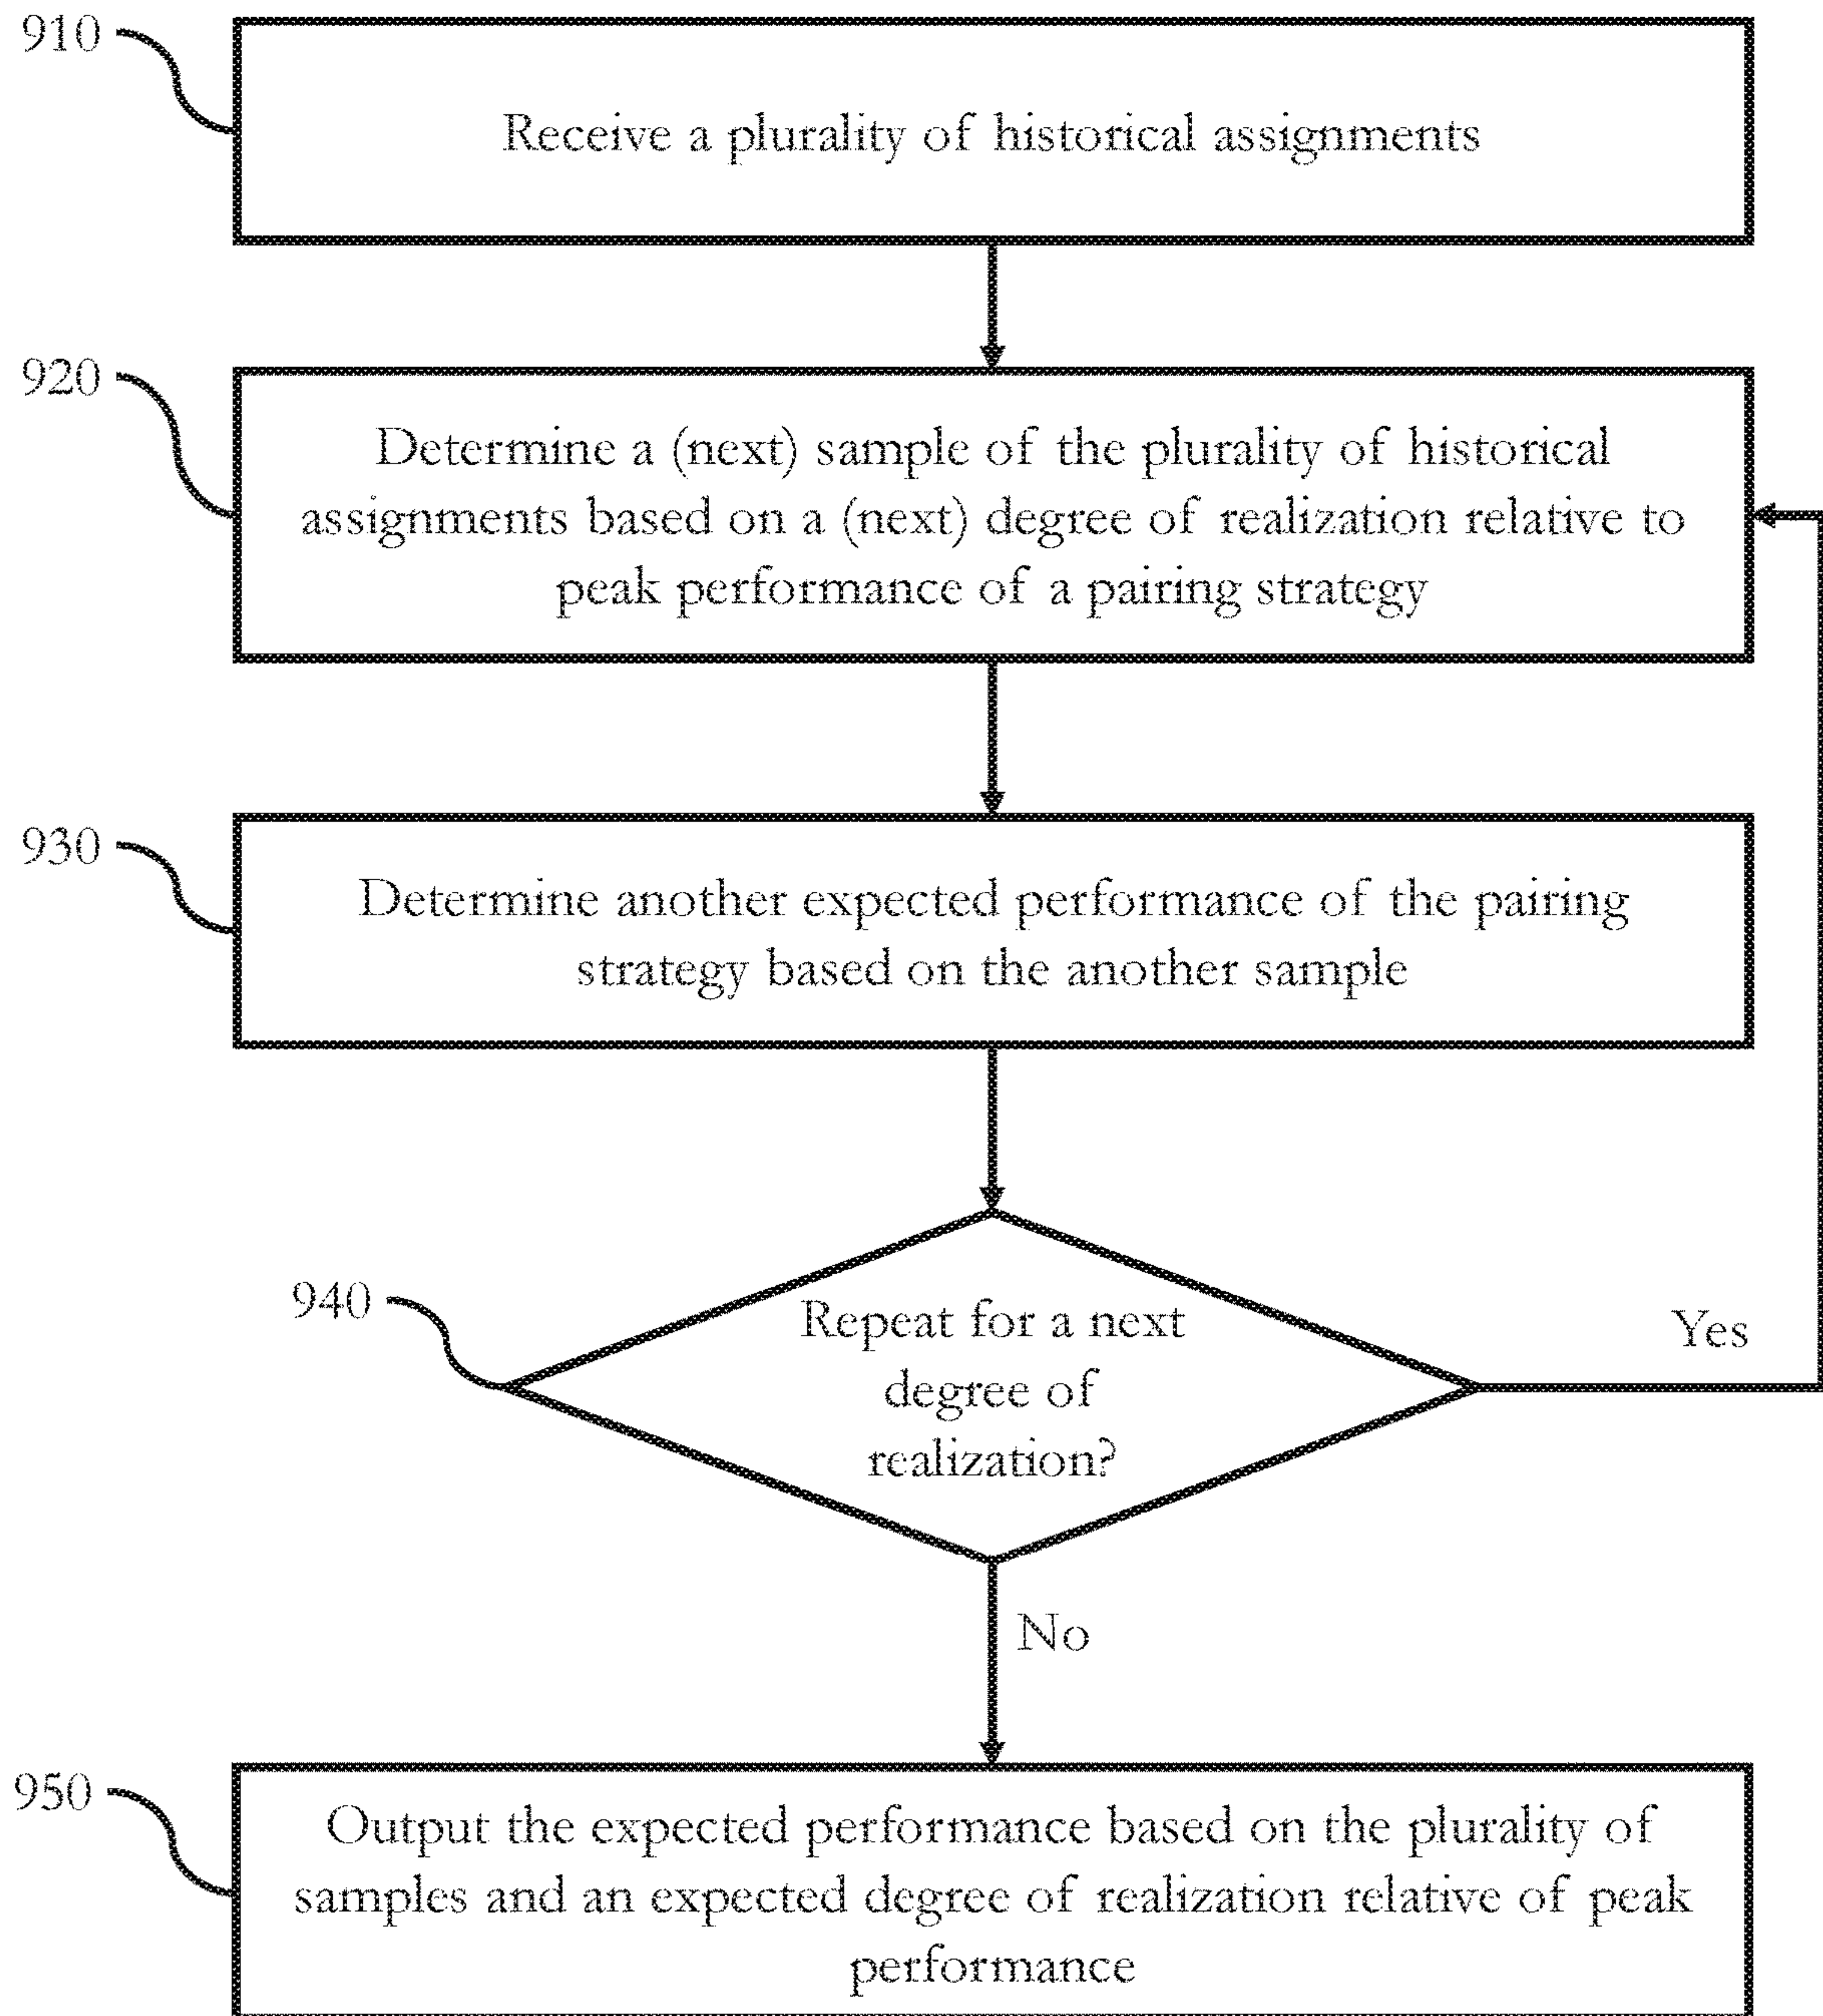 910
Receive a plurality of historical assignments
920
Determine a (next) sample of the plurality of historical
assignments based on a (next) degree of realization relative to
peak performance of a pairing strategy
930
Determine another expected performance of the pairing
strategy based on the another sample
940
Repeat for a next
degree of
realization?
Yes
No
950
Output the expected performance based on the plurality of
samples and an expected degree of realization relative of peak
performance